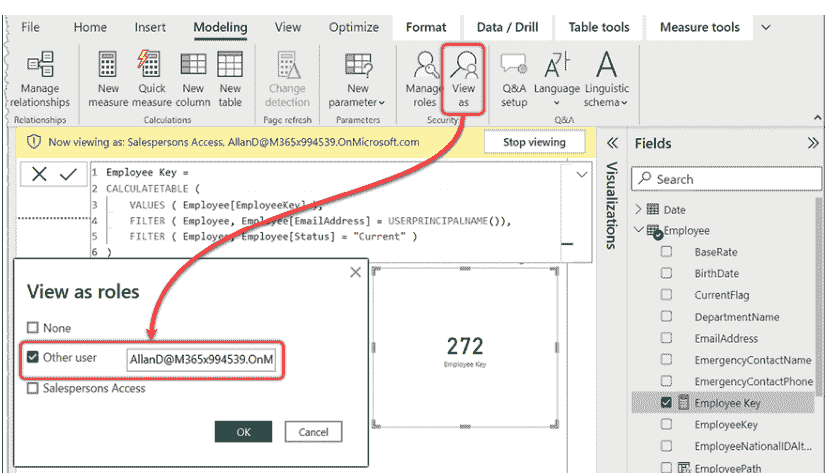 File Home Insert Modeling View Optimize Format Data / Drill Table tools Measure tools
Manage relationships
New measure
Quick measure
New column
New table
Change detection
New parameter
Manage roles
View as
Q&A setup
Language
Linguistic schema
Relationships Calculations Page refresh Parameters Security Q&A
Now viewing as: Salespersons Access, AllanD@M365x994539.OnMicrosoft.com Stop viewing
1 Employee Key =
2 CALCULATETABLE (
3 VALUES ( Employee[EmployeeKey] ),
4 FILTER ( Employee, Employee[EmailAddress] = USERPRINCIPALNAME()),
5 FILTER ( Employee, Employee[Status] = "Current" )
6 )
View as roles
None
Other user AllanD@M365x994539.OnM
Salespersons Access
OK Cancel
272
Employee Key
Visualizations
Fields
Search
Date
Employee
BaseRate
BirthDate
CurrentFlag
DepartmentName
EmailAddress
EmergencyContactName
EmergencyContactPhone
Employee Key
EmployeeKey
EmployeeNationalIDAlt...
EmployeePath